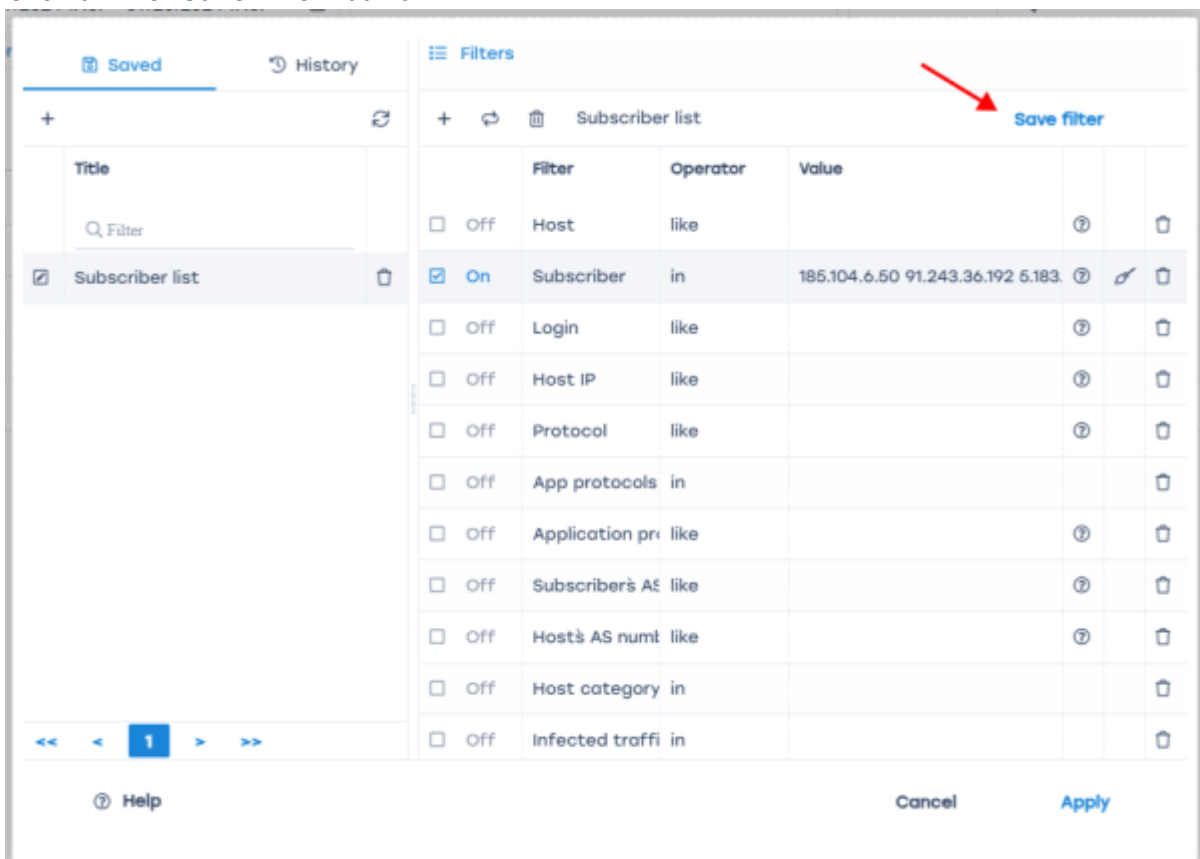 Saved
History
Filters
Subscriber list
Save filter
Title
Filter
Operator
Value
Filter
Off Host like
Subscriber list
On Subscriber in 185.104.6.50 91.243.36.192 5.183.
Off Login like
Off Host IP like
Off Protocol like
Off App protocols in
Off Application pr like
Off Subscriber`s AS like
Off Host`s AS numb like
Off Host category in
Off Infected traffi in
<< < 1 > >>
Help
Cancel
Apply